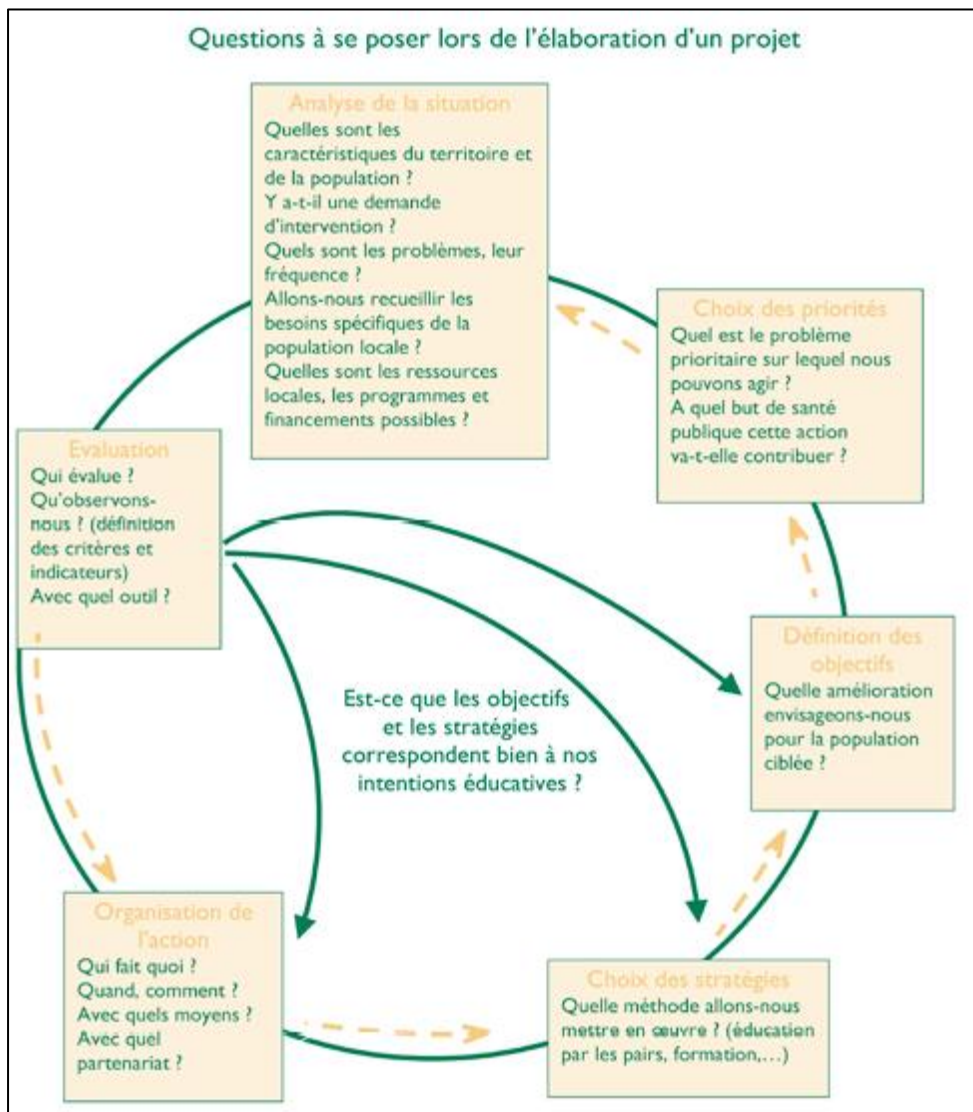 Questions à se poser lors de l'élaboration d'un projet
Analyse de la situation
Quelles sont les
caractéristiques du territoire et
de la population ?
Y a-t-il une demande
d'intervention ?
Quels sont les problèmes, leur
fréquence ?
Allons-nous recueillir les
besoins spécifiques de la
population locale ?
Quelles sont les ressources
locales, les programmes et
financements possibles ?
Choix des priorités
Quel est le problème
prioritaire sur lequel nous
pouvons agir ?
A quel but de santé
publique cette action
va-t-elle contribuer ?
Définition des
objectifs
Quelle amélioration
envisageons-nous
pour la population
ciblée ?
Choix des stratégies
Quelle méthode allons-nous
mettre en œuvre ? (éducation
par les pairs, formation,...)
Organisation de
l'action
Qui fait quoi ?
Quand, comment ?
Avec quels moyens ?
Avec quel
partenariat ?
Evaluation
Qui évalue ?
Qu'observons-
nous ? (définition
des critères et
indicateurs)
Avec quel outil ?
Est-ce que les objectifs
et les stratégies
correspondent bien à nos
intentions éducatives ?